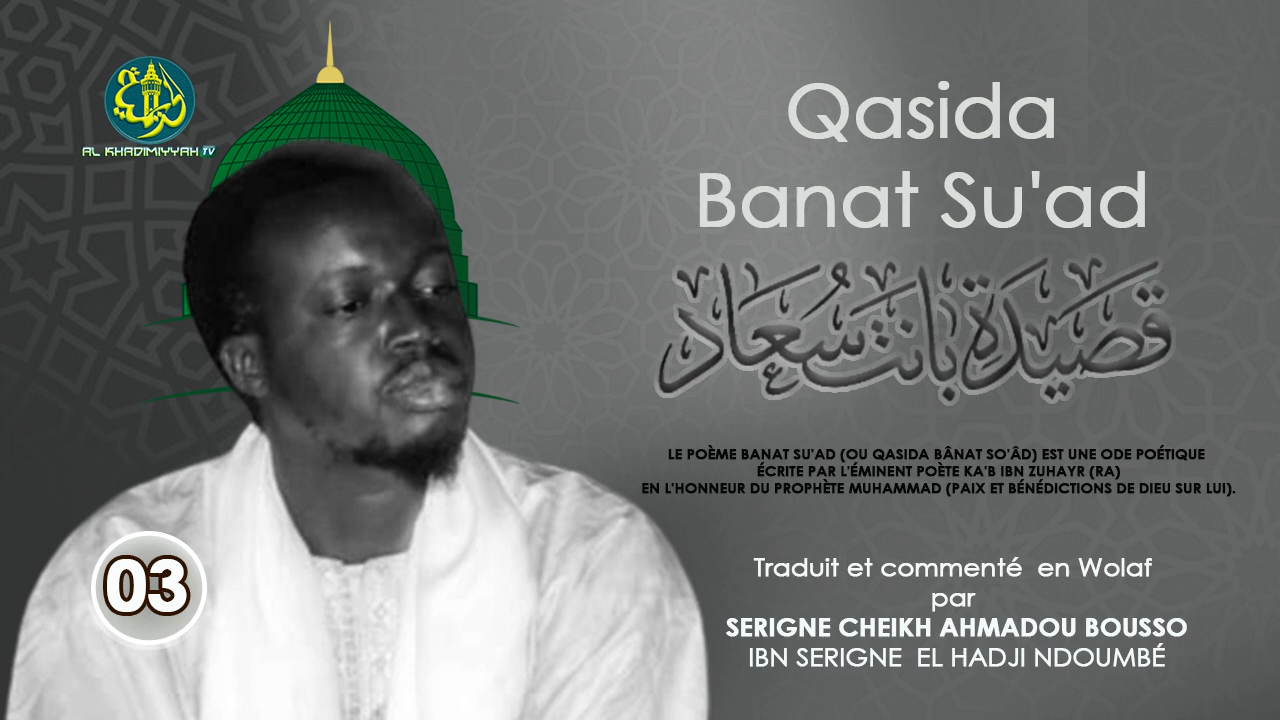 AL KHADIMIYYAH TV
Qasida
Banat Su'ad
قَصَيْدَة بَانَتْ سُعَاد
LE POÈME BANAT SU'AD (OU QASIDA BÂNAT SO'ÂD) EST UNE ODE POÉTIQUE
ÉCRITE PAR L'ÉMINENT POÈTE KA'B IBN ZUHAYR (RA)
EN L'HONNEUR DU PROPHÈTE MUHAMMAD (PAIX ET BÉNÉDICTIONS DE DIEU SUR LUI).
03
Traduit et commenté en Wolaf
par
SERIGNE CHEIKH AHMADOU BOUSSO
IBN SERIGNE EL HADJI NDOUMBÉ